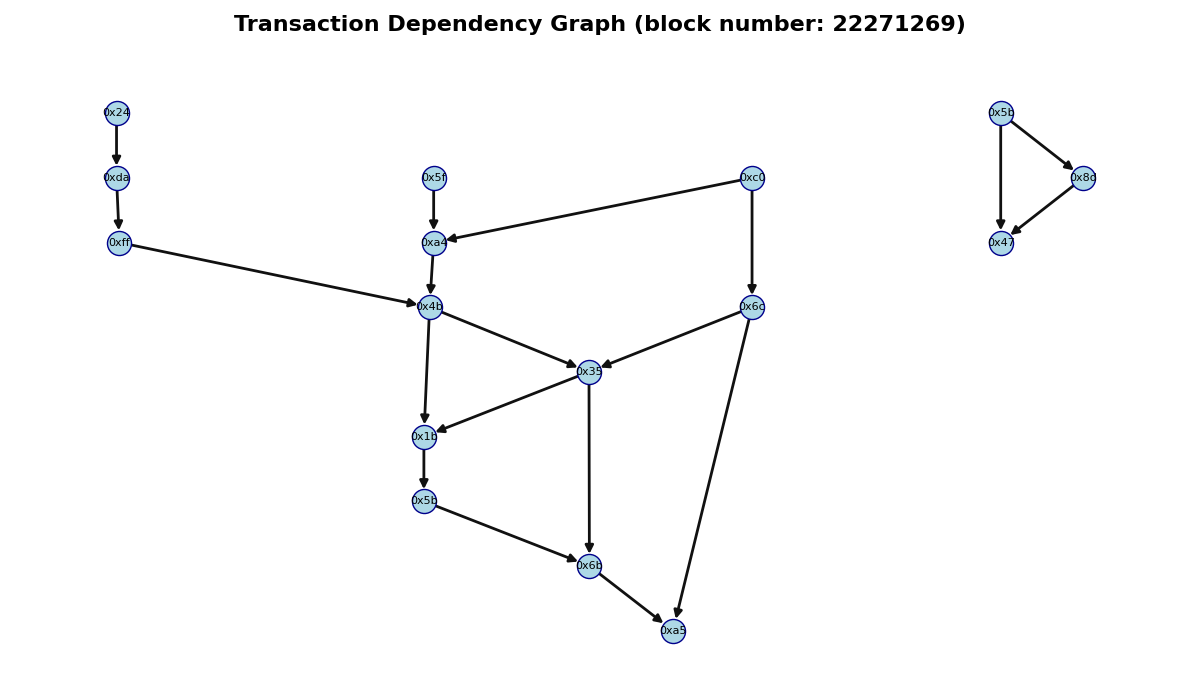 Transaction Dependency Graph (block number: 22271269)
0x24
0x5b
0xda
0x5f
0xc0
0x8d
0xff
0xa4
0x47
0x4b
0x6c
0x35
0x1b
0x5b
0x6b
0xa5